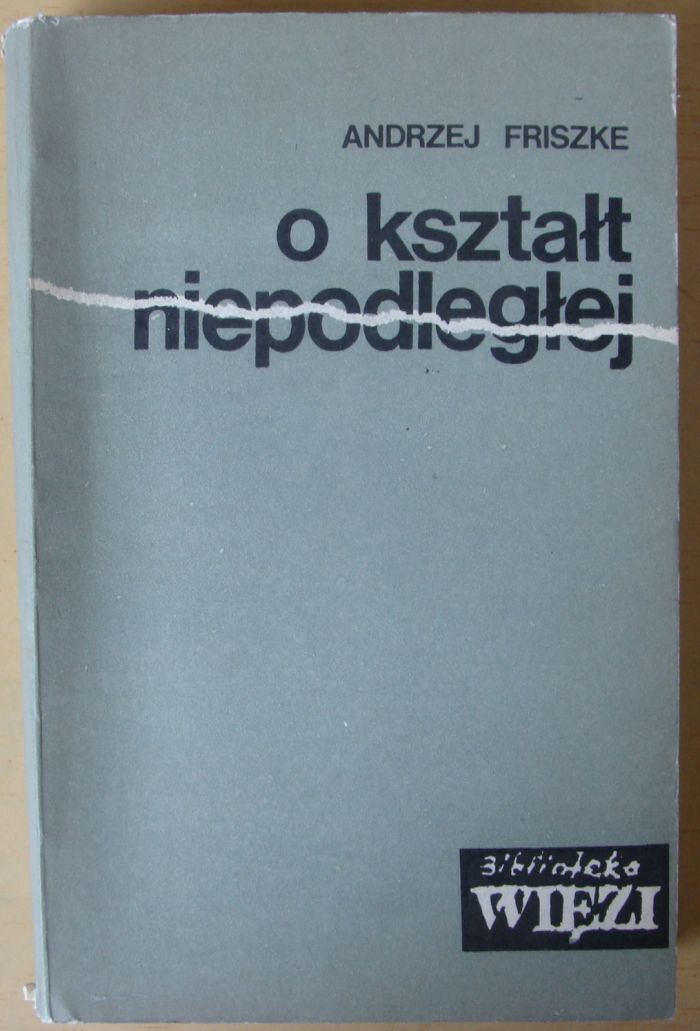 ANDRZEJ FRISZKE
o kształt
niepodległej
Biblioteka
WIĘZI